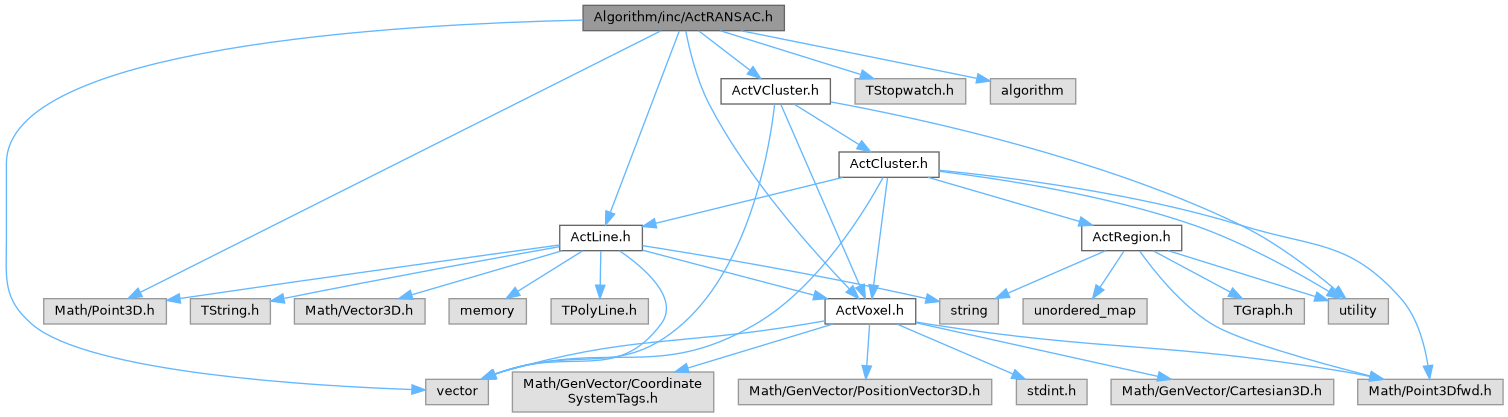 Algorithm/inc/ActRANSAC.h
ActVCluster.h
TStopwatch.h
algorithm
ActCluster.h
ActLine.h
ActRegion.h
Math/Point3D.h
TString.h
Math/Vector3D.h
memory
TPolyLine.h
ActVoxel.h
string
unordered_map
TGraph.h
utility
vector
Math/GenVector/Coordinate
SystemTags.h
Math/GenVector/PositionVector3D.h
stdint.h
Math/GenVector/Cartesian3D.h
Math/Point3Dfwd.h